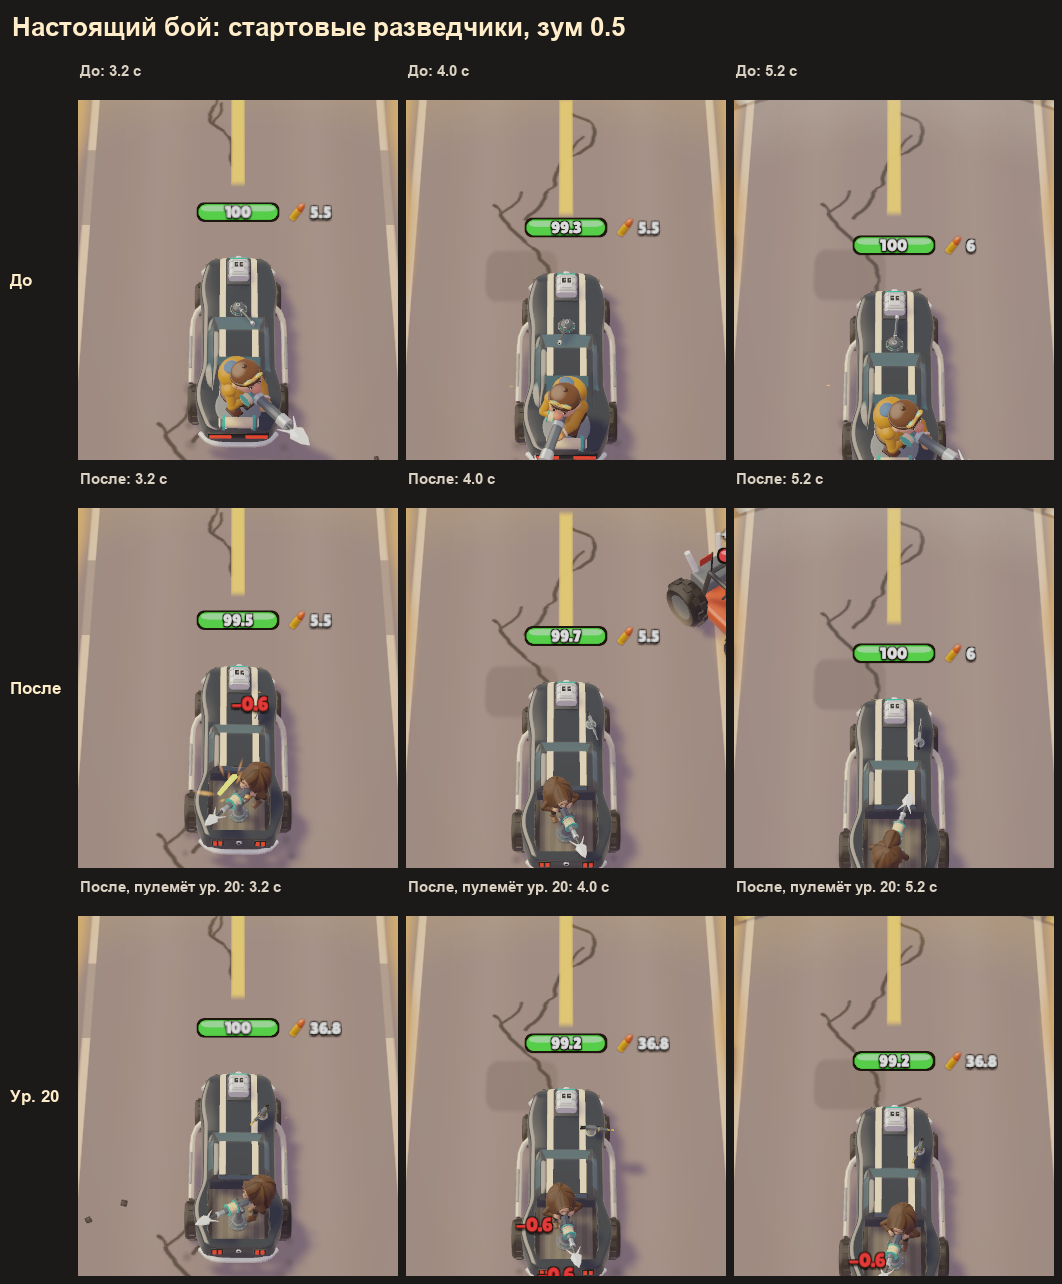 Настоящий бой: стартовые разведчики, зум 0.5
До: 3.2 с
До: 4.0 с
До: 5.2 с
До
100
5.5
99.3
5.5
100
6
После: 3.2 с
После: 4.0 с
После: 5.2 с
После
99.5
5.5
99.7
5.5
100
6
-0.6
После, пулемёт ур. 20: 3.2 с
После, пулемёт ур. 20: 4.0 с
После, пулемёт ур. 20: 5.2 с
Ур. 20
100
36.8
99.2
36.8
99.2
36.8
-0.6
-0.6
-0.6